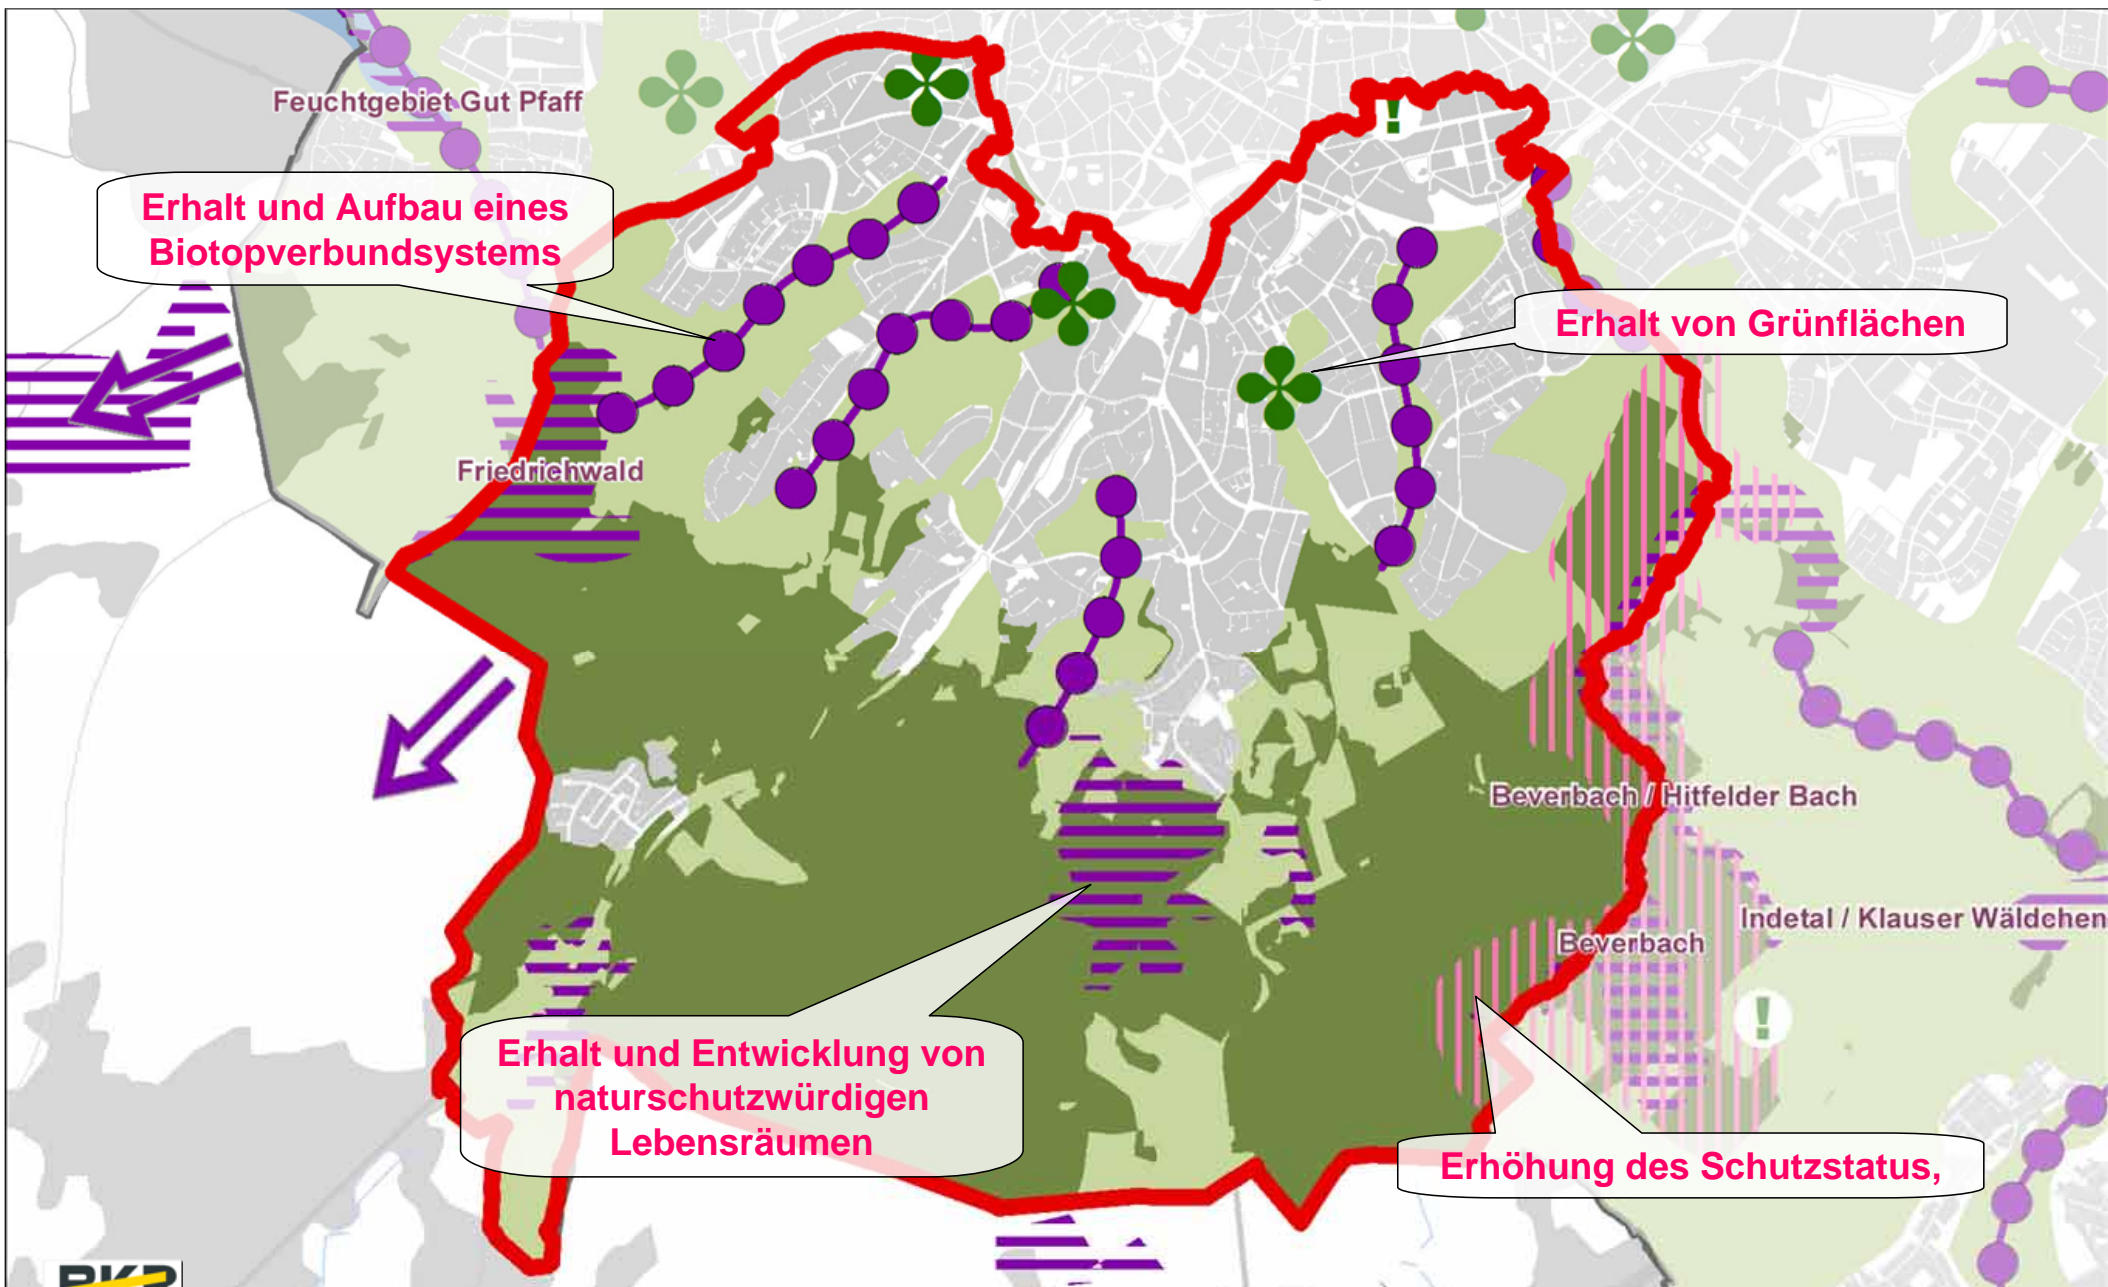 Feuchtgebiet Gut Pfaff
Erhalt und Aufbau eines
Biotopverbundsystems
Erhalt von Grünflächen
Friedrichwald
Beverbach / Hitfelder Bach
Indetal / Klauser Wäldchen
Beverbach
Erhalt und Entwicklung von
naturschutzwürdigen
Lebensräumen
Erhöhung des Schutzstatus,